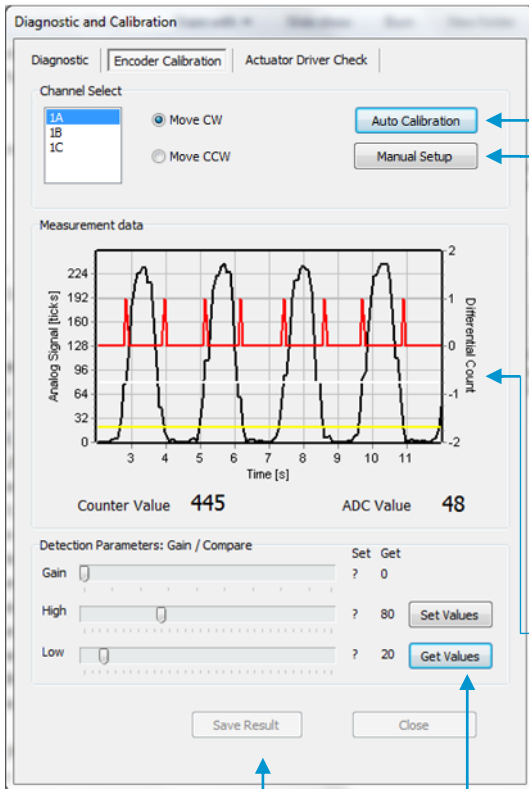 Diagnostic and Calibration
Diagnostic Encoder Calibration Actuator Driver Check
Channel Select
1A
1B
1C
Move CW
Move CCW
Auto Calibration
Manual Setup
Measurement data
Analog Signal [ticks]
224
192
160
128
96
64
32
0
2
1
0
-1
-2
Differential Count
3 4 5 6 7 8 9 10 11
Time [s]
Counter Value 445 ADC Value 48
Detection Parameters: Gain / Compare
Set Get
Gain ? 0
High ? 80 Set Values
Low ? 20 Get Values
Save Result Close